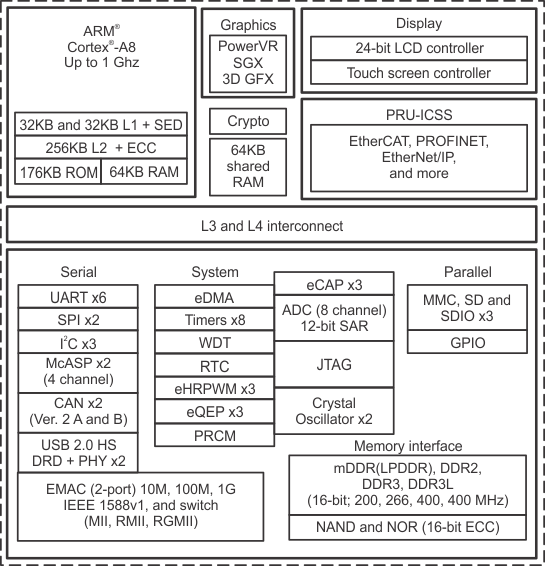 ARM®
Cortex®-A8
Up to 1 Ghz
32KB and 32KB L1 + SED
256KB L2 + ECC
176KB ROM
64KB RAM
Graphics
PowerVR
SGX
3D GFX
Crypto
64KB
shared
RAM
Display
24-bit LCD controller
Touch screen controller
PRU-ICSS
EtherCAT, PROFINET,
EtherNet/IP,
and more
L3 and L4 interconnect
Serial
UART x6
SPI x2
I²C x3
McASP x2
(4 channel)
CAN x2
(Ver. 2 A and B)
USB 2.0 HS
DRD + PHY x2
EMAC (2-port) 10M, 100M, 1G
IEEE 1588v1, and switch
(MII, RMII, RGMII)
System
eDMA
Timers x8
WDT
RTC
eHRPWM x3
eQEP x3
PRCM
eCAP x3
ADC (8 channel)
12-bit SAR
JTAG
Crystal
Oscillator x2
Parallel
MMC, SD and
SDIO x3
GPIO
Memory interface
mDDR(LPDDR), DDR2,
DDR3, DDR3L
(16-bit; 200, 266, 400, 400 MHz)
NAND and NOR (16-bit ECC)